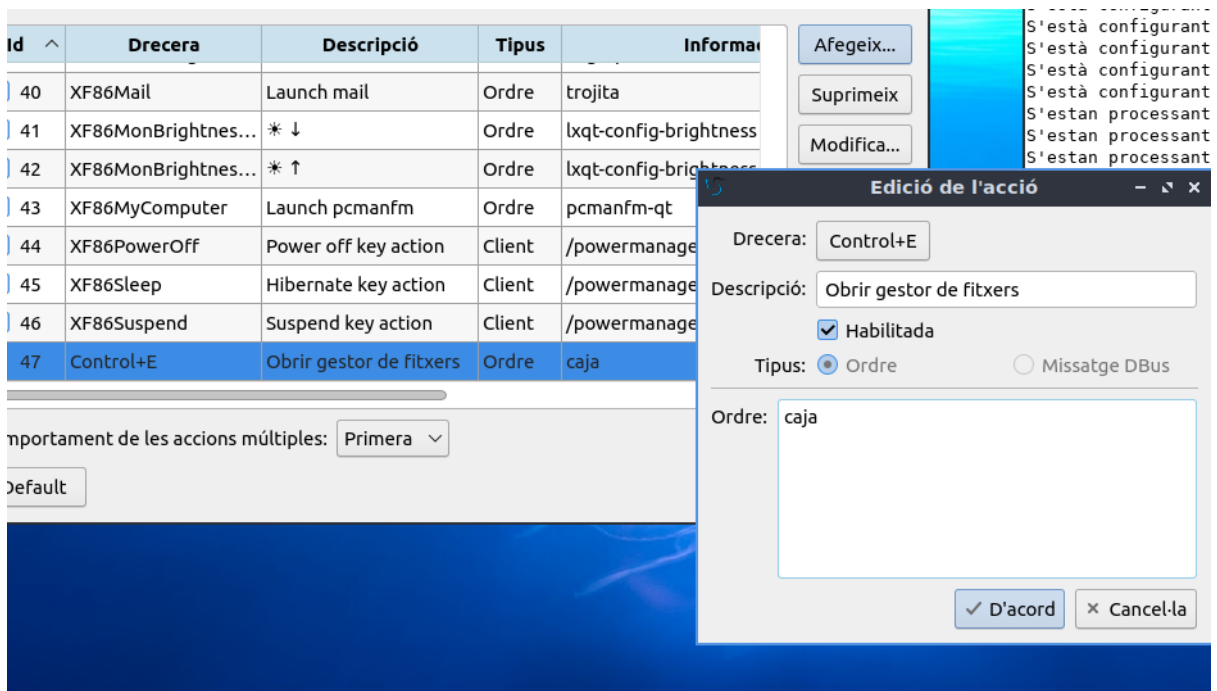 Id Drecera Descripció Tipus Informac
40 XF86Mail Launch mail Ordre trojita
41 XF86MonBrightnes... ☀ ↓ Ordre lxqt-config-brightness
42 XF86MonBrightnes... ☀ ↑ Ordre lxqt-config-brightness
43 XF86MyComputer Launch pcmanfm Ordre pcmanfm-qt
44 XF86PowerOff Power off key action Client /powermanage
45 XF86Sleep Hibernate key action Client /powermanage
46 XF86Suspend Suspend key action Client /powermanage
47 Control+E Obrir gestor de fitxers Ordre caja
mportament de les accions múltiples: Primera
Default
Afegeix...
Suprimeix
Modifica...
S'està configurant
S'està configurant
S'està configurant
S'està configurant
S'estan processant
S'estan processant
S'estan processant
Edició de l'acció
Drecera: Control+E
Descripció: Obrir gestor de fitxers
Habilitada
Tipus: Ordre Missatge DBus
Ordre: caja
D'acord Cancel·la